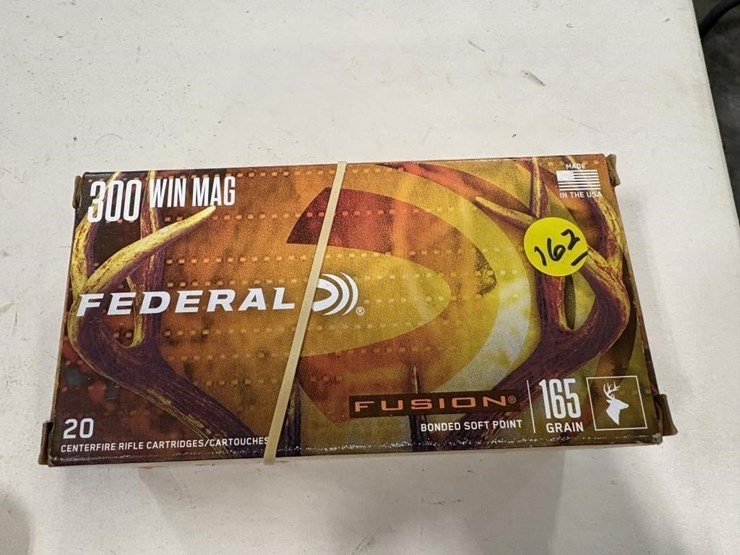 300 WIN MAG
MADE
IN THE USA
162
FEDERAL®
FUSION®
BONDED SOFT POINT
165
GRAIN
20
CENTERFIRE RIFLE CARTRIDGES/CARTOUCHES